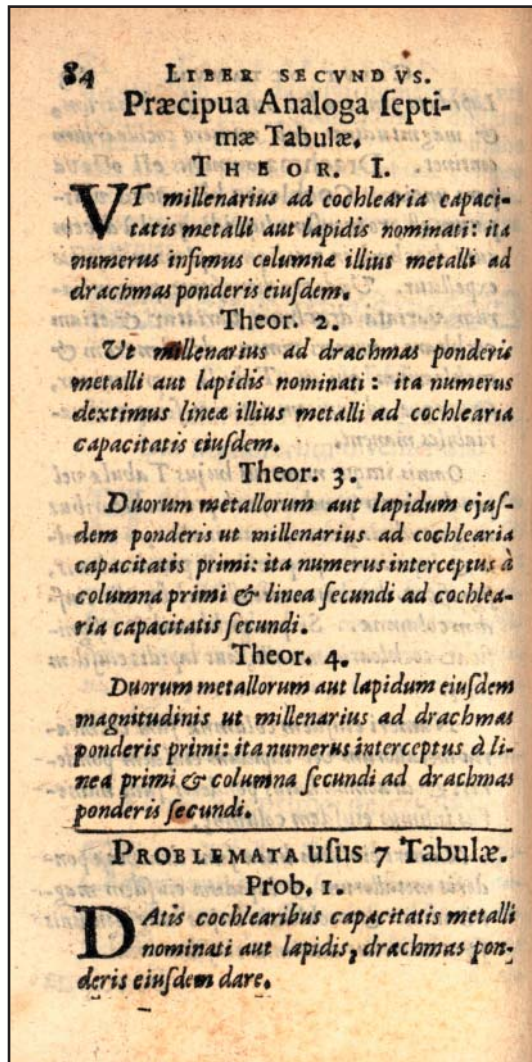 84 LIBER SECVNDVS.
Præcipua Analoga ſepti-
mæ Tabulæ.
THEOR. I.
VT millenarius ad cochlearia capaci-
tatis metalli aut lapidis nominati: ita
numerus infimus columnæ illius metalli ad
drachmas ponderis eiuſdem.
Theor. 2.
Ut millenarius ad drachmas ponderis
metalli aut lapidis nominati : ita numerus
dextimus lineæ illius metalli ad cochlearia
capacitatis eiuſdem.
Theor. 3.
Duorum metallorum aut lapidum ejuſ-
dem ponderis ut millenarius ad cochlearia
capacitatis primi: ita numerus interceptus à
columna primi & linea ſecundi ad cochlea-
ria capacitatis ſecundi.
Theor. 4.
Duorum metallorum aut lapidum eiuſdem
magnitudinis ut millenarius ad drachmas
ponderis primi: ita numerus interceptus à li-
nea primi & columna ſecundi ad drachmas
ponderis ſecundi.
PROBLEMATA uſus 7 Tabulæ.
Prob. 1.
DAtis cochlearibus capacitatis metalli
nominati aut lapidis, drachmas pon-
deris eiuſdem dare.